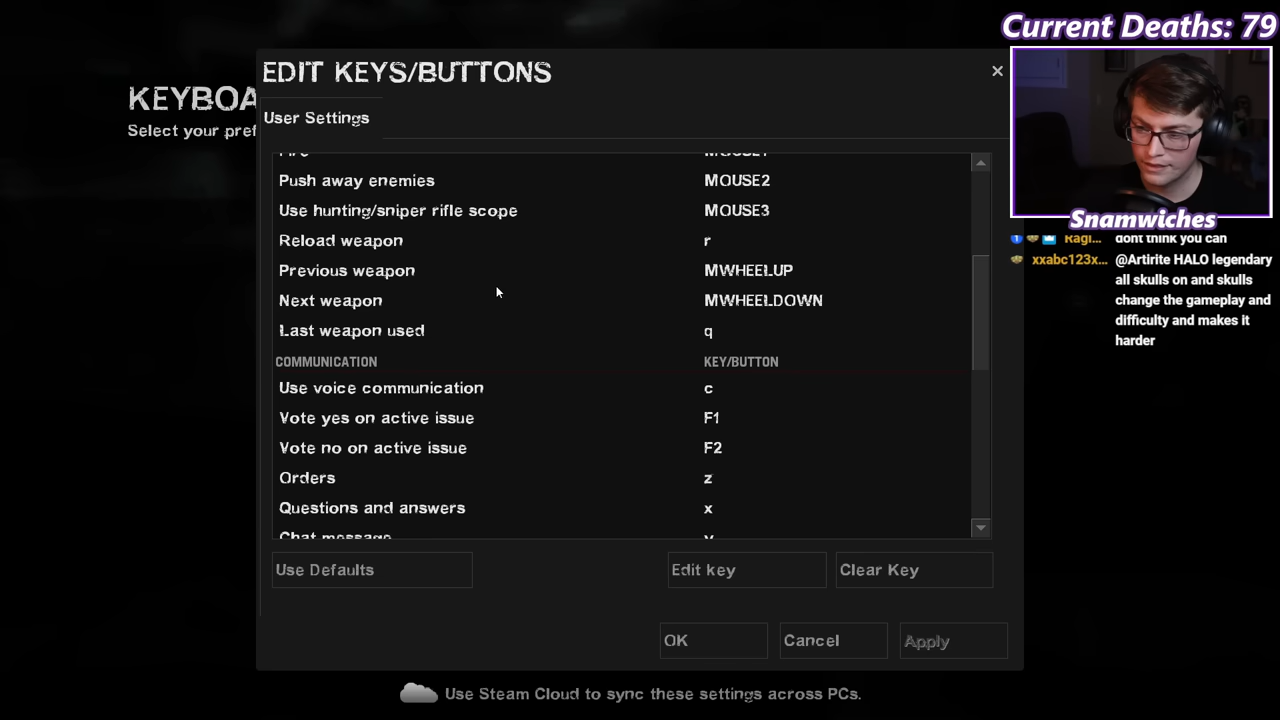 Current Deaths: 79
EDIT KEYS/BUTTONS
KEYBOA
Select your pref
User Settings
Fire MOUSE1
Push away enemies MOUSE2
Use hunting/sniper rifle scope MOUSE3
Reload weapon r
Previous weapon MWHEELUP
Next weapon MWHEELDOWN
Last weapon used q
COMMUNICATION KEY/BUTTON
Use voice communication c
Vote yes on active issue F1
Vote no on active issue F2
Orders z
Questions and answers x
Chat message y
Use Defaults
Edit key
Clear Key
OK
Cancel
Apply
Use Steam Cloud to sync these settings across PCs.
Snamwiches
Ragi... dont think you can
xxabc123x... @Artirite HALO legendary
all skulls on and skulls
change the gameplay and
difficulty and makes it
harder